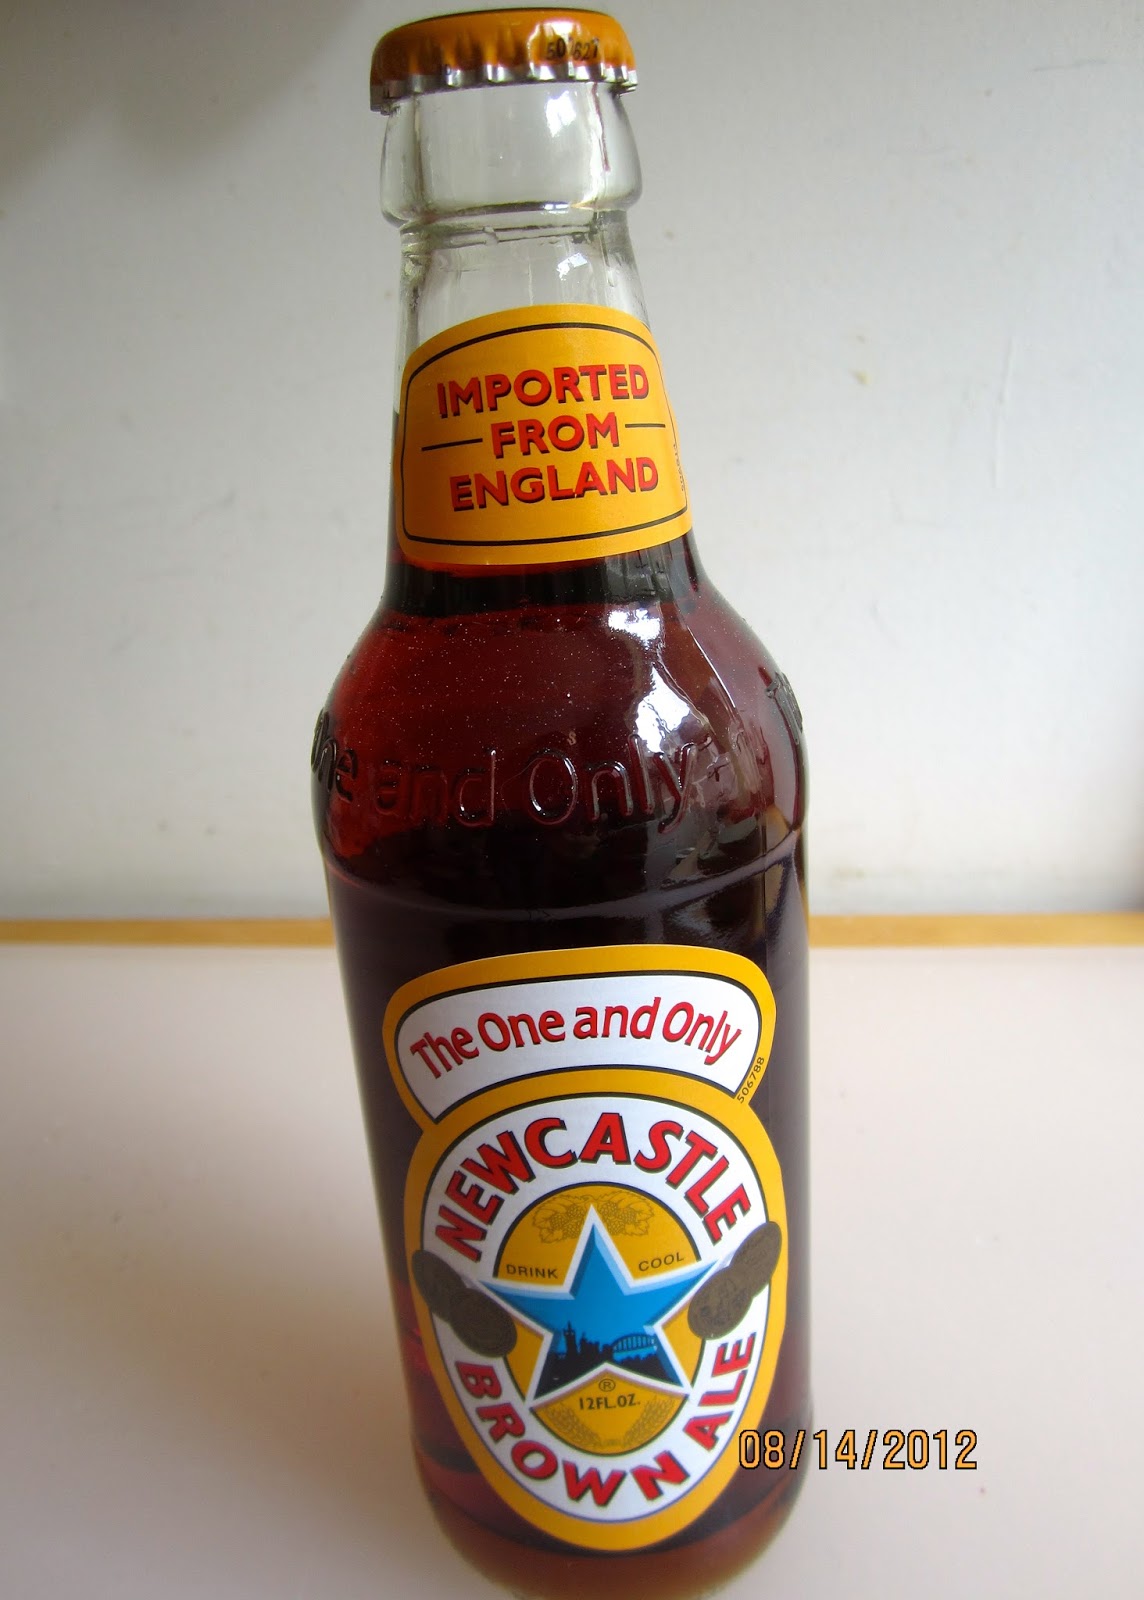 IMPORTED
FROM
ENGLAND
One and Only
The One and Only
506788
NEWCASTLE
DRINK COOL
®
12FL.OZ.
BROWN ALE
08/14/2012